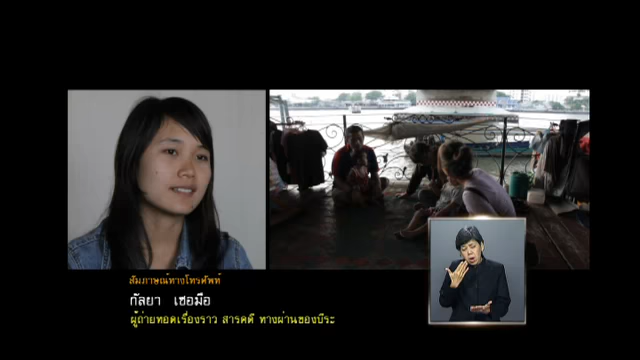 สัมภาษณ์ทางโทรศัพท์
กัลยา เชอมือ
ผู้ถ่ายทอดเรื่องราว สารคดี ทางผ่านของบีระ